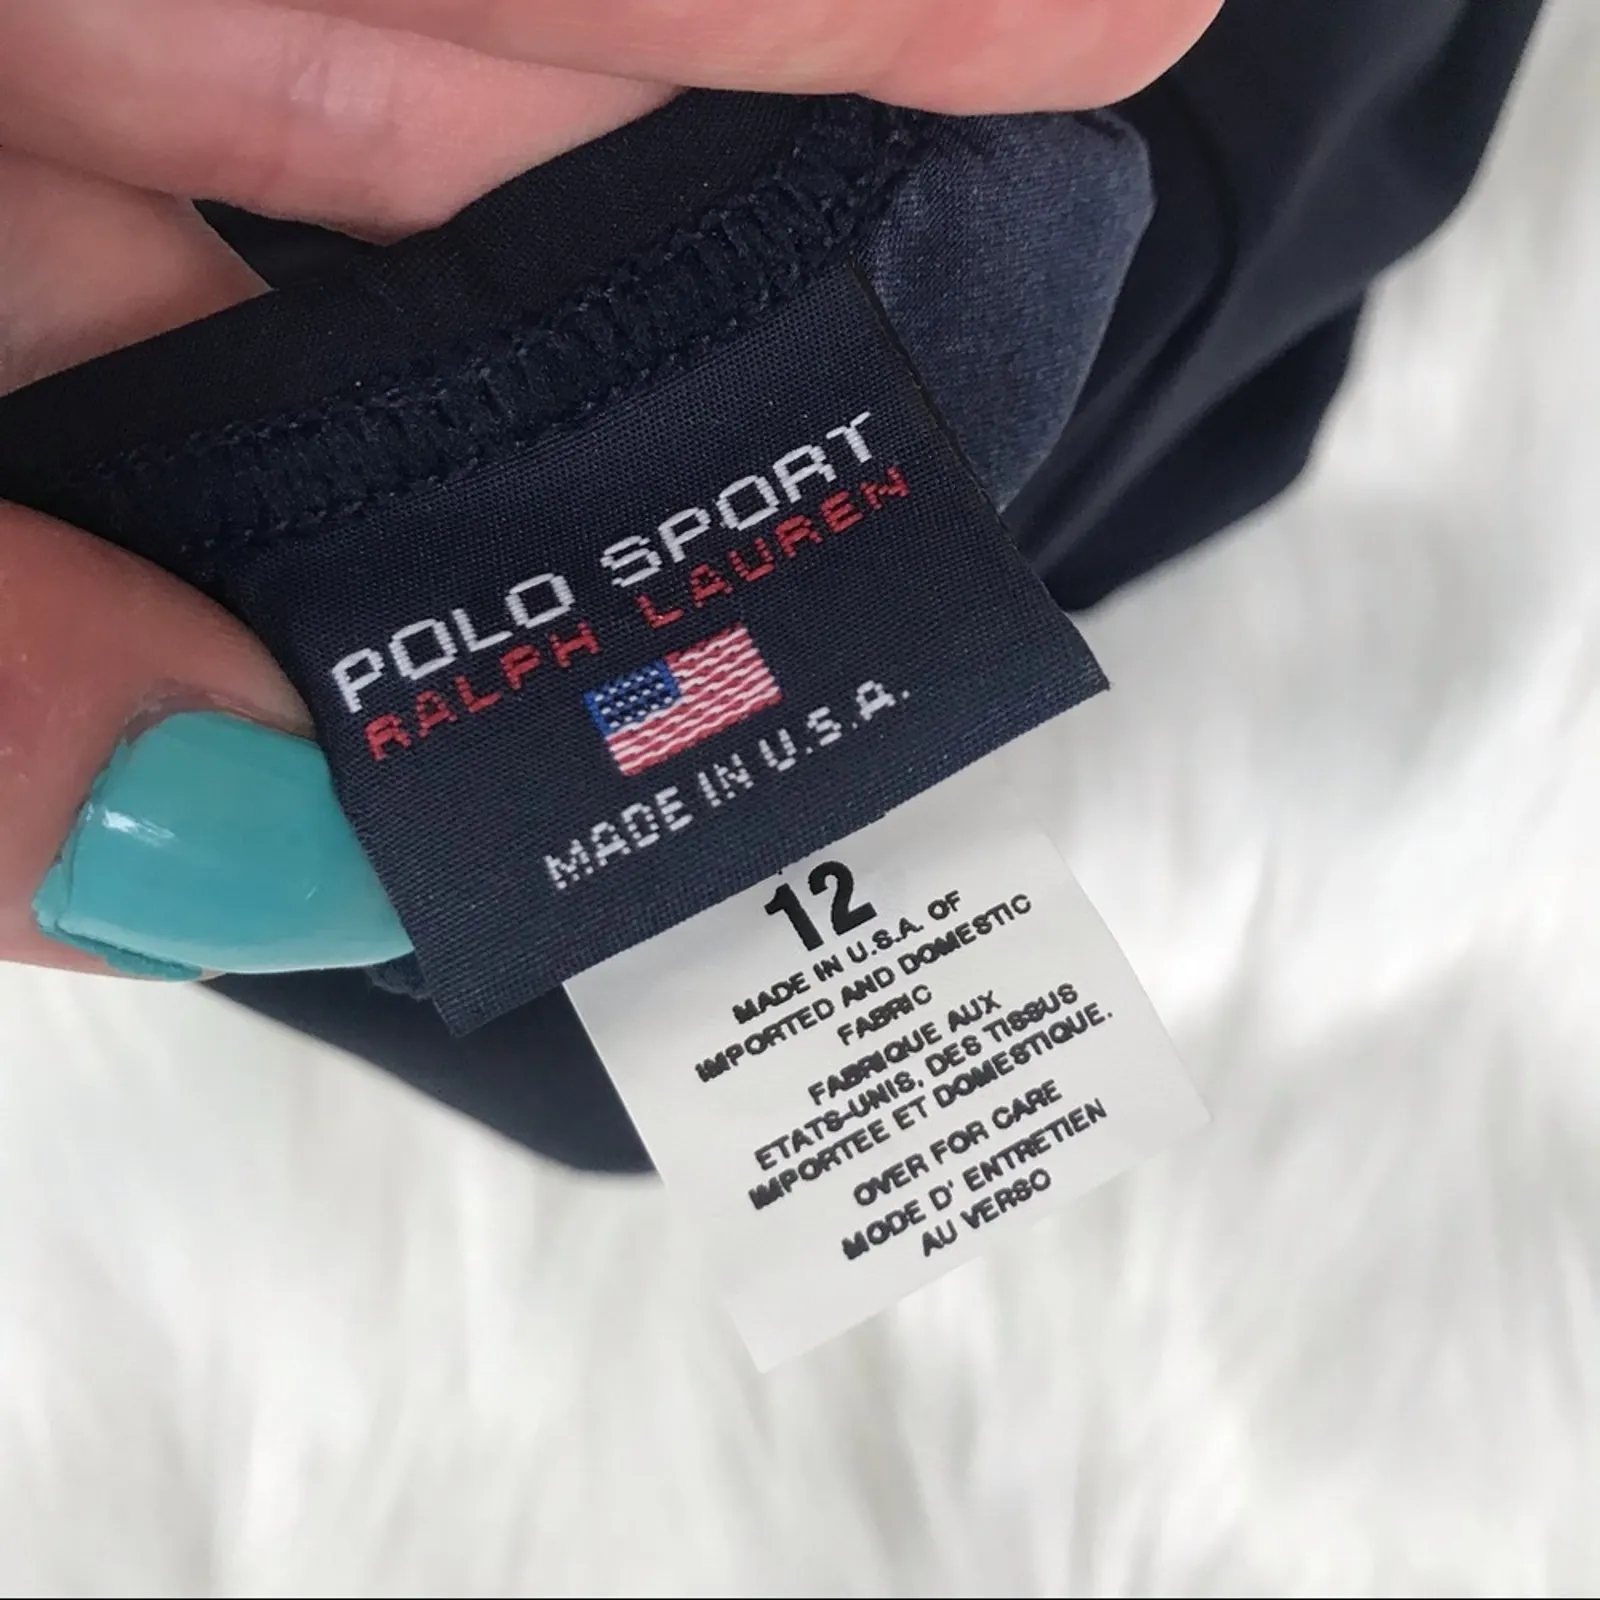 POLO SPORT
RALPH LAUREN
MADE IN U.S.A.
12
MADE IN U.S.A. OF
IMPORTED AND DOMESTIC
FABRIC
FABRIQUE AUX
ETATS-UNIS, DES TISSUS
IMPORTEE ET DOMESTIQUE.
OVER FOR CARE
MODE D' ENTRETIEN
AU VERSO